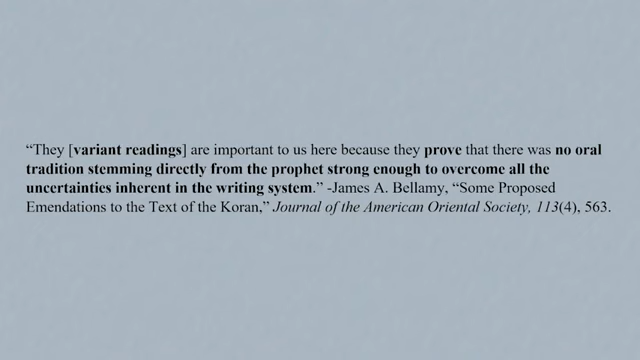 “They [variant readings] are important to us here because they prove that there was no oral
tradition stemming directly from the prophet strong enough to overcome all the
uncertainties inherent in the writing system.” -James A. Bellamy, “Some Proposed
Emendations to the Text of the Koran,” Journal of the American Oriental Society, 113(4), 563.